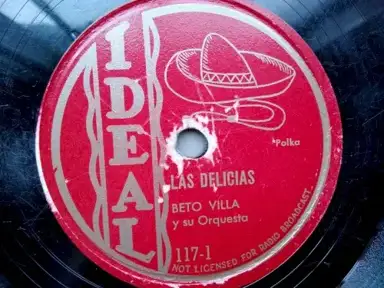 IDEAL
Polka
LAS DELICIAS
BETO VILLA
y su Orquesta
117-1
NOT LICENSED FOR RADIO BROADCAST.